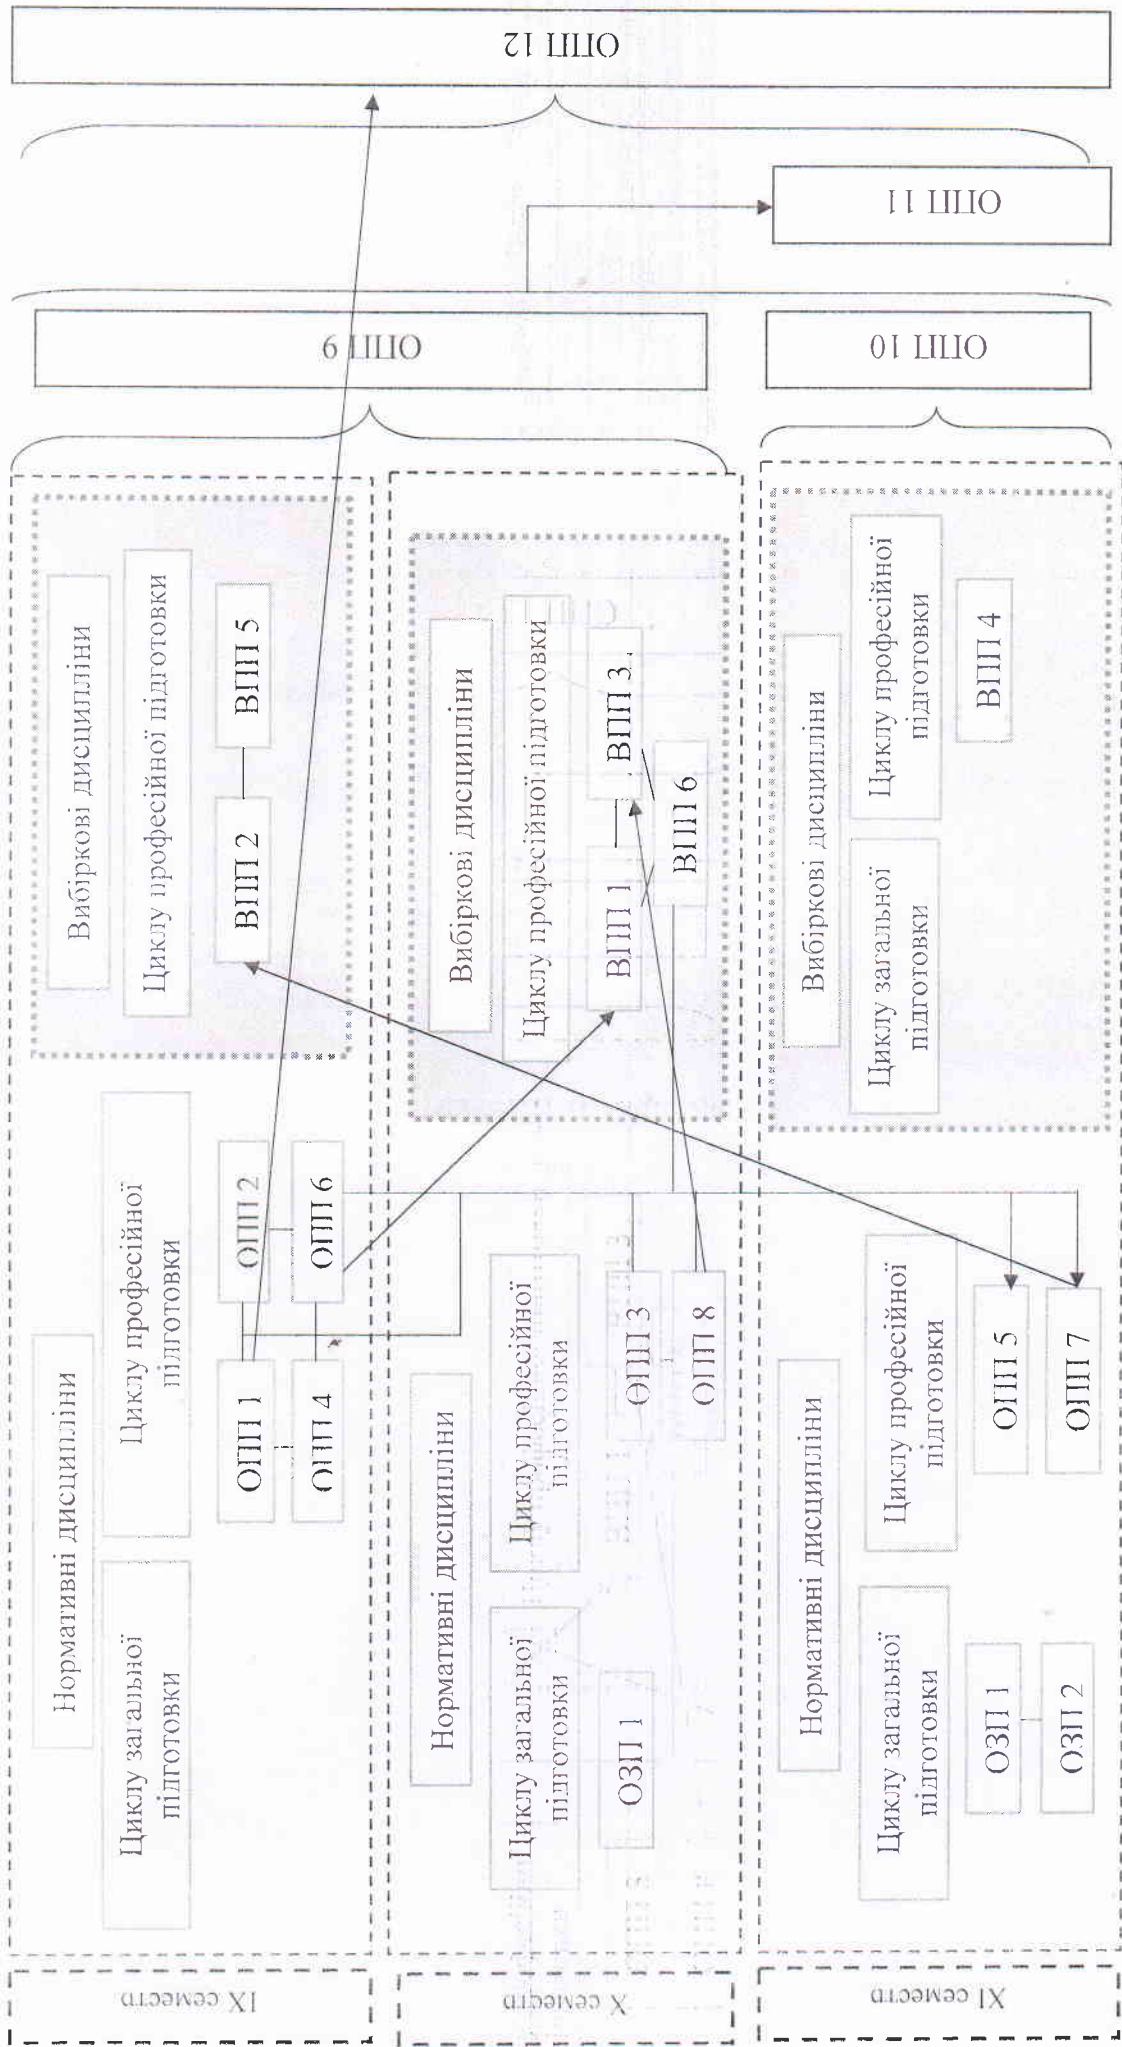 IX семестр
Нормативні дисципліни
Циклу загальної
підготовки
Циклу професійної
підготовки
ОПП 1
ОПП 2
ОПП 4
ОПП 6
Вибіркові дисципліни
Циклу професійної підготовки
ВПП 2
ВПП 5
X семестр
Нормативні дисципліни
Циклу загальної
підготовки
Циклу професійної
підготовки
ОЗП 1
ОПП 3
ОПП 8
Вибіркові дисципліни
Циклу професійної підготовки
ВПП 1
ВПП 3
ВПП 6
XI семестр
Нормативні дисципліни
Циклу загальної
підготовки
Циклу професійної
підготовки
ОЗП 1
ОЗП 2
ОПП 5
ОПП 7
Вибіркові дисципліни
Циклу загальної
підготовки
Циклу професійної
підготовки
ВПП 4
ОПП 9
ОПП 10
ОПП 11
ОПП 12